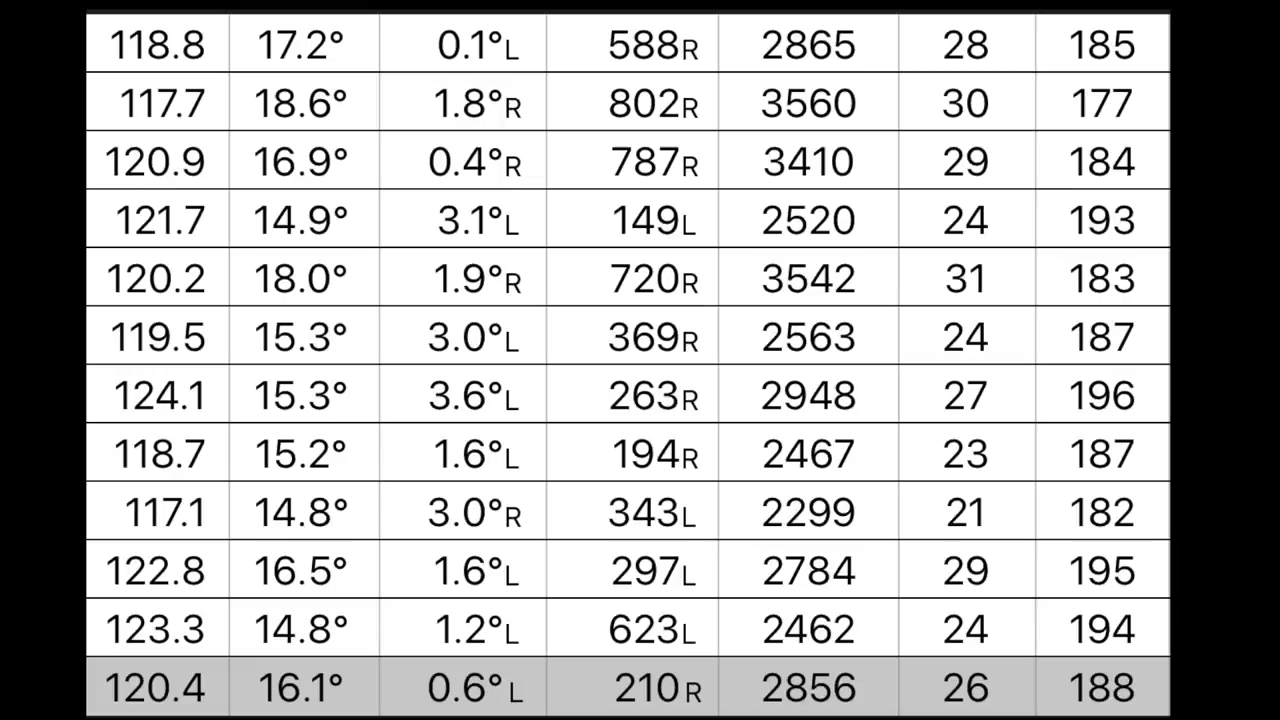 118.8 17.2° 0.1°L 588R 2865 28 185
117.7 18.6° 1.8°R 802R 3560 30 177
120.9 16.9° 0.4°R 787R 3410 29 184
121.7 14.9° 3.1°L 149L 2520 24 193
120.2 18.0° 1.9°R 720R 3542 31 183
119.5 15.3° 3.0°L 369R 2563 24 187
124.1 15.3° 3.6°L 263R 2948 27 196
118.7 15.2° 1.6°L 194R 2467 23 187
117.1 14.8° 3.0°R 343L 2299 21 182
122.8 16.5° 1.6°L 297L 2784 29 195
123.3 14.8° 1.2°L 623L 2462 24 194
120.4 16.1° 0.6° L 210 R 2856 26 188